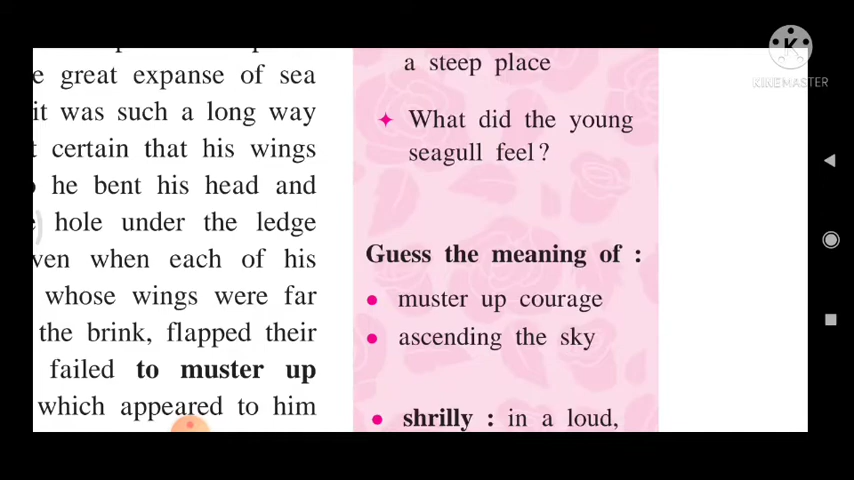 e great expanse of sea
it was such a long way
certain that his wings
he bent his head and
hole under the ledge
ven when each of his
whose wings were far
the brink, flapped their
failed to muster up
which appeared to him
a steep place
✦ What did the young
seagull feel?
Guess the meaning of :
• muster up courage
• ascending the sky
• shrilly : in a loud,
K
KINEMASTER